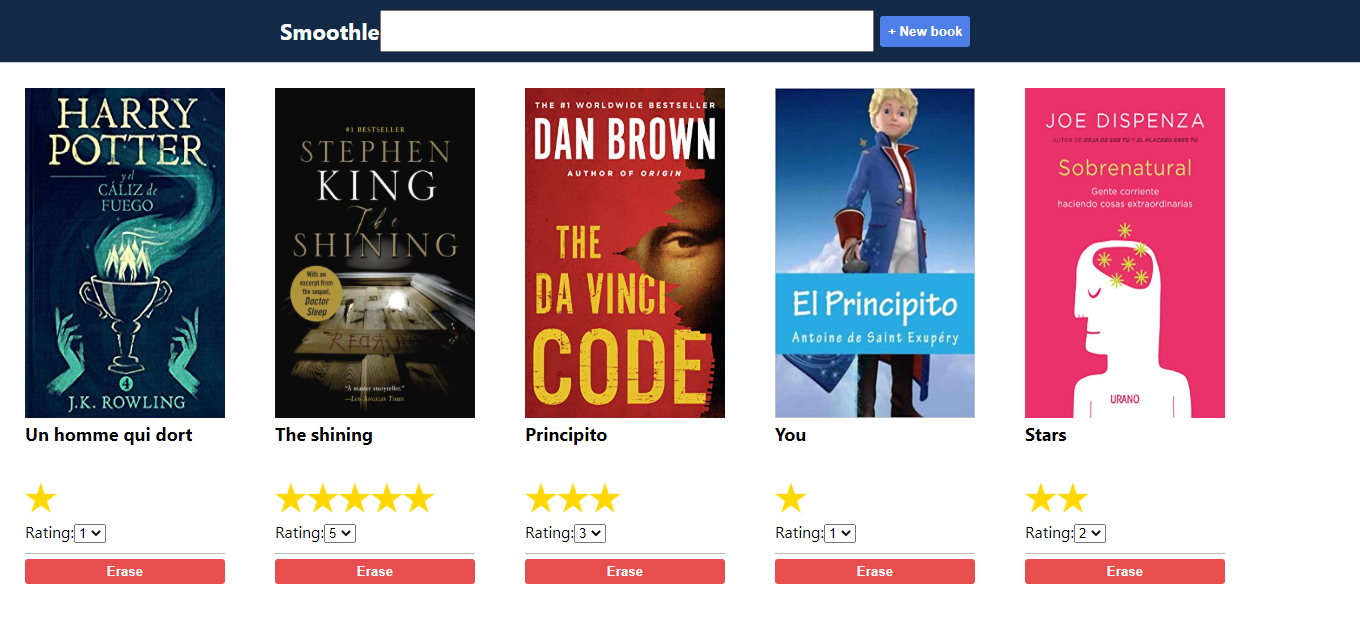 Smoothle
+ New book
HARRY
POTTER
y el
CÁLIZ de
FUEGO
4
J.K. ROWLING
Un homme qui dort
Rating: 1
Erase
#1 BESTSELLER
STEPHEN
KING
The
SHINING
With an
excerpt from
the sequel,
Doctor
Sleep
"A master storyteller."
—LOS ANGELES TIMES
The shining
Rating: 5
Erase
THE #1 WORLDWIDE BESTSELLER
DAN BROWN
AUTHOR OF ORIGIN
THE
DA VINCI
CODE
Principito
Rating: 3
Erase
El Principito
Antoine de Saint Exupéry
You
Rating: 1
Erase
JOE DISPENZA
AUTOR DE DEJA DE SER TÚ Y EL PLACEBO ERES TÚ
Sobrenatural
Gente corriente
haciendo cosas extraordinarias
URANO
Stars
Rating: 2
Erase